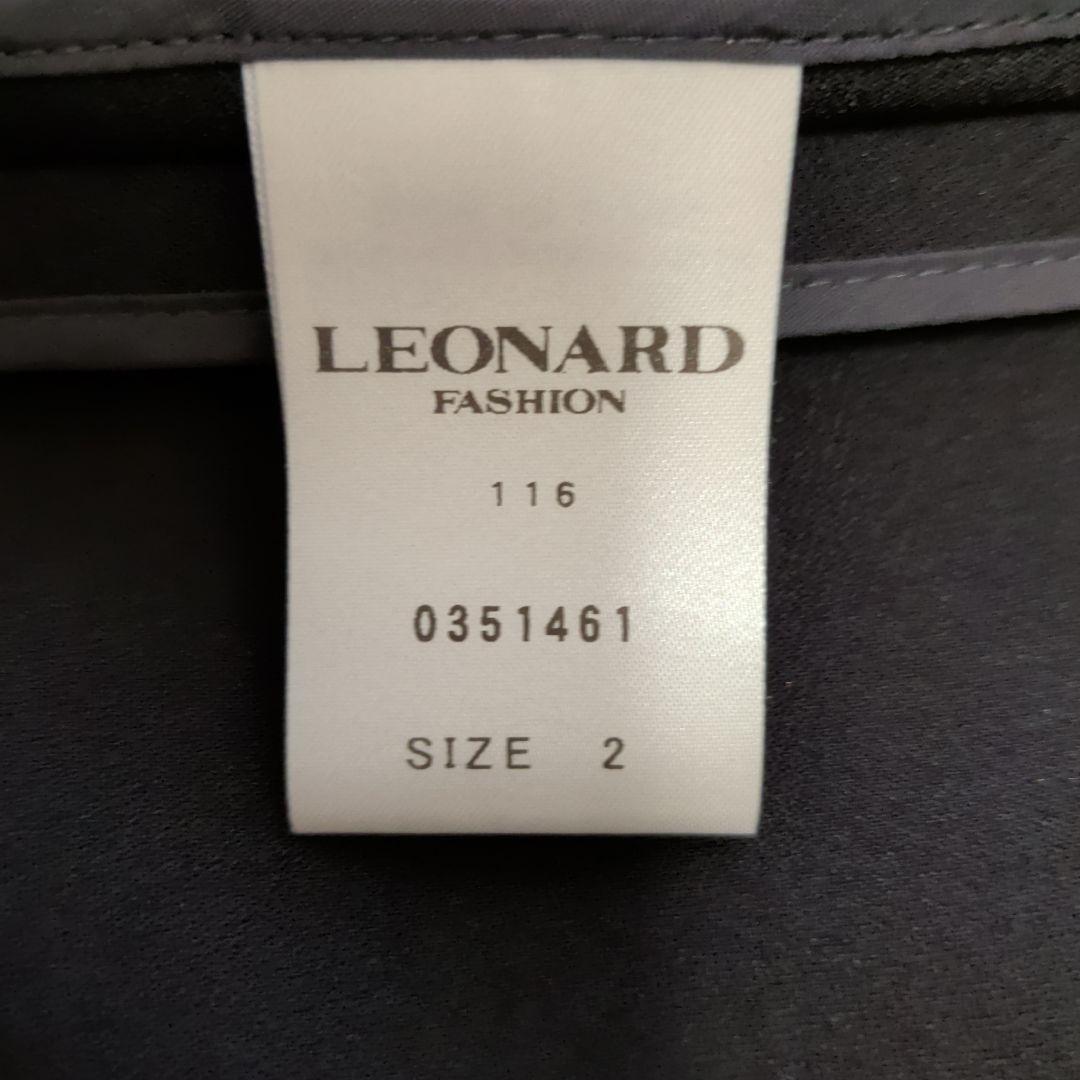 LEONARD
FASHION
116
0351461
SIZE 2